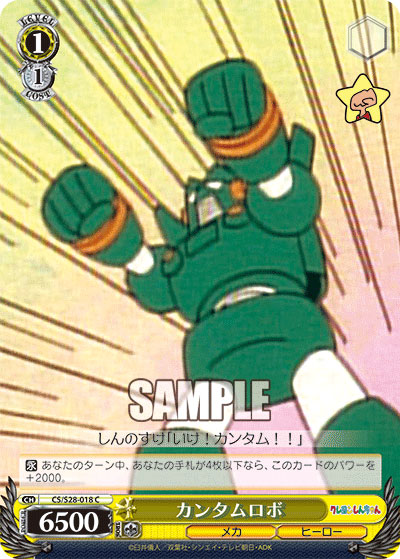 LEVEL
1
1
COST
SAMPLE
しんのすけ「いけ!カンタム!!」
永 あなたのターン中、あなたの手札が4枚以下なら、このカードのパワーを
+2000。
CH
CS/S28-018 C
6500
カンタムロボ
クレヨンしんちゃん
メカ
ヒーロー
©臼井儀人/双葉社・シンエイ・テレビ朝日・ADK